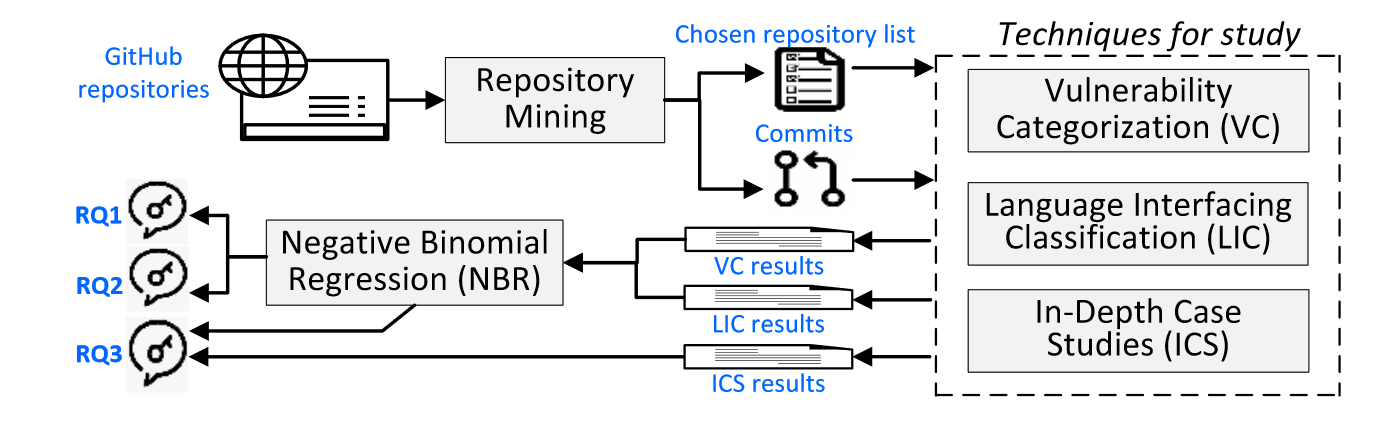 Techniques for study
Chosen repository list
GitHub
repositories
Repository
Mining
Vulnerability
Categorization (VC)
Commits
Language Interfacing
Classification (LIC)
RQ1
Negative Binomial
Regression (NBR)
VC results
RQ2
LIC results
In-Depth Case
Studies (ICS)
RQ3
ICS results